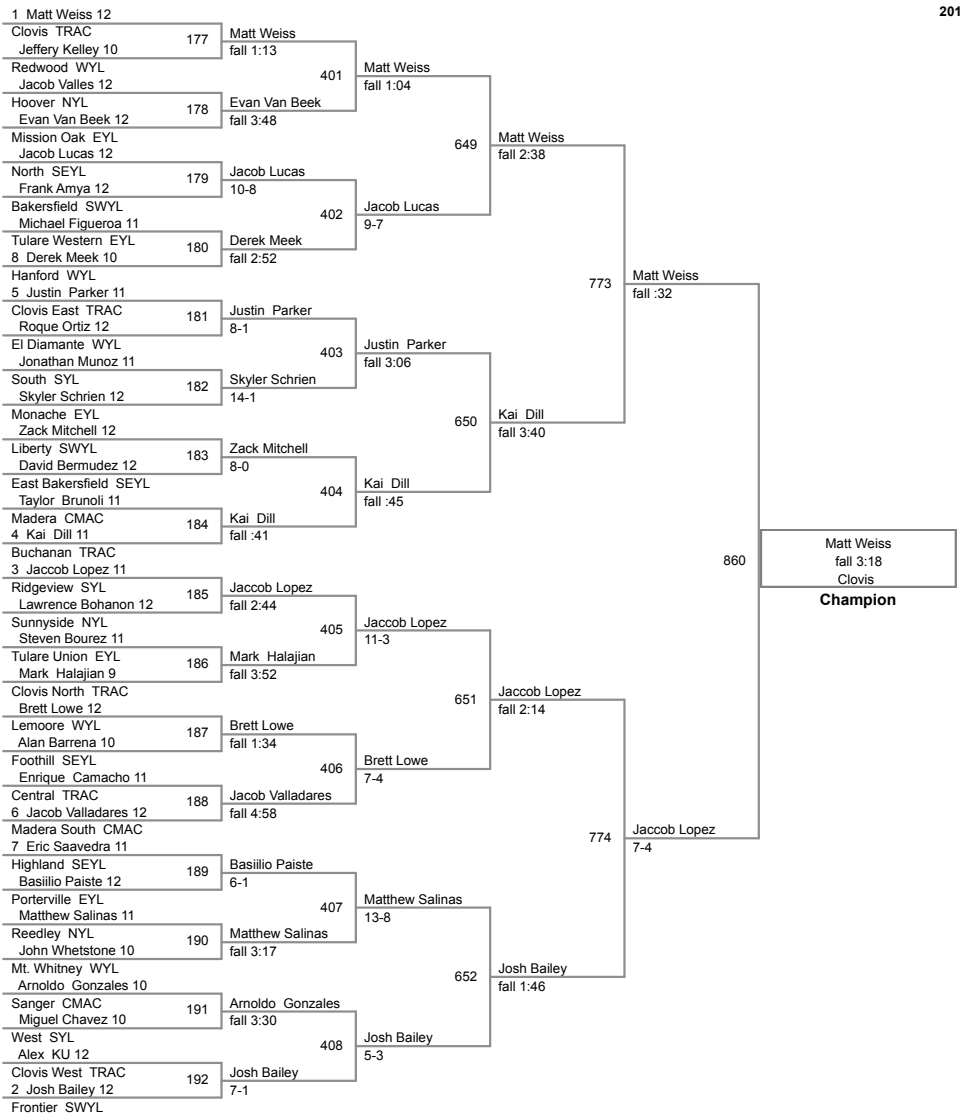 201
1 Matt Weiss 12
Clovis TRAC
Jeffery Kelley 10
Redwood WYL
Jacob Valles 12
Hoover NYL
Evan Van Beek 12
Mission Oak EYL
Jacob Lucas 12
North SEYL
Frank Amya 12
Bakersfield SWYL
Michael Figueroa 11
Tulare Western EYL
8 Derek Meek 10
Hanford WYL
5 Justin Parker 11
Clovis East TRAC
Roque Ortiz 12
El Diamante WYL
Jonathan Munoz 11
South SYL
Skyler Schrien 12
Monache EYL
Zack Mitchell 12
Liberty SWYL
David Bermudez 12
East Bakersfield SEYL
Taylor Brunoli 11
Madera CMAC
4 Kai Dill 11
Buchanan TRAC
3 Jaccob Lopez 11
Ridgeview SYL
Lawrence Bohanon 12
Sunnyside NYL
Steven Bourez 11
Tulare Union EYL
Mark Halajian 9
Clovis North TRAC
Brett Lowe 12
Lemoore WYL
Alan Barrena 10
Foothill SEYL
Enrique Camacho 11
Central TRAC
6 Jacob Valladares 12
Madera South CMAC
7 Eric Saavedra 11
Highland SEYL
Basiilio Paiste 12
Porterville EYL
Matthew Salinas 11
Reedley NYL
John Whetstone 10
Mt. Whitney WYL
Arnoldo Gonzales 10
Sanger CMAC
Miguel Chavez 10
West SYL
Alex KU 12
Clovis West TRAC
2 Josh Bailey 12
Frontier SWYL
177
178
179
180
181
182
183
184
185
186
187
188
189
190
191
192
Matt Weiss
fall 1:13
Evan Van Beek
fall 3:48
Jacob Lucas
10-8
Derek Meek
fall 2:52
Justin Parker
8-1
Skyler Schrien
14-1
Zack Mitchell
8-0
Kai Dill
fall :41
Jaccob Lopez
fall 2:44
Mark Halajian
fall 3:52
Brett Lowe
fall 1:34
Jacob Valladares
fall 4:58
Basiilio Paiste
6-1
Matthew Salinas
fall 3:17
Arnoldo Gonzales
fall 3:30
Josh Bailey
7-1
401
402
403
404
405
406
407
408
Matt Weiss
fall 1:04
Jacob Lucas
9-7
Justin Parker
fall 3:06
Kai Dill
fall :45
Jaccob Lopez
11-3
Brett Lowe
7-4
Matthew Salinas
13-8
Josh Bailey
5-3
649
650
651
652
Matt Weiss
fall 2:38
Kai Dill
fall 3:40
Jaccob Lopez
fall 2:14
Josh Bailey
fall 1:46
773
774
Matt Weiss
fall :32
Jaccob Lopez
7-4
860
Matt Weiss
fall 3:18
Clovis
Champion